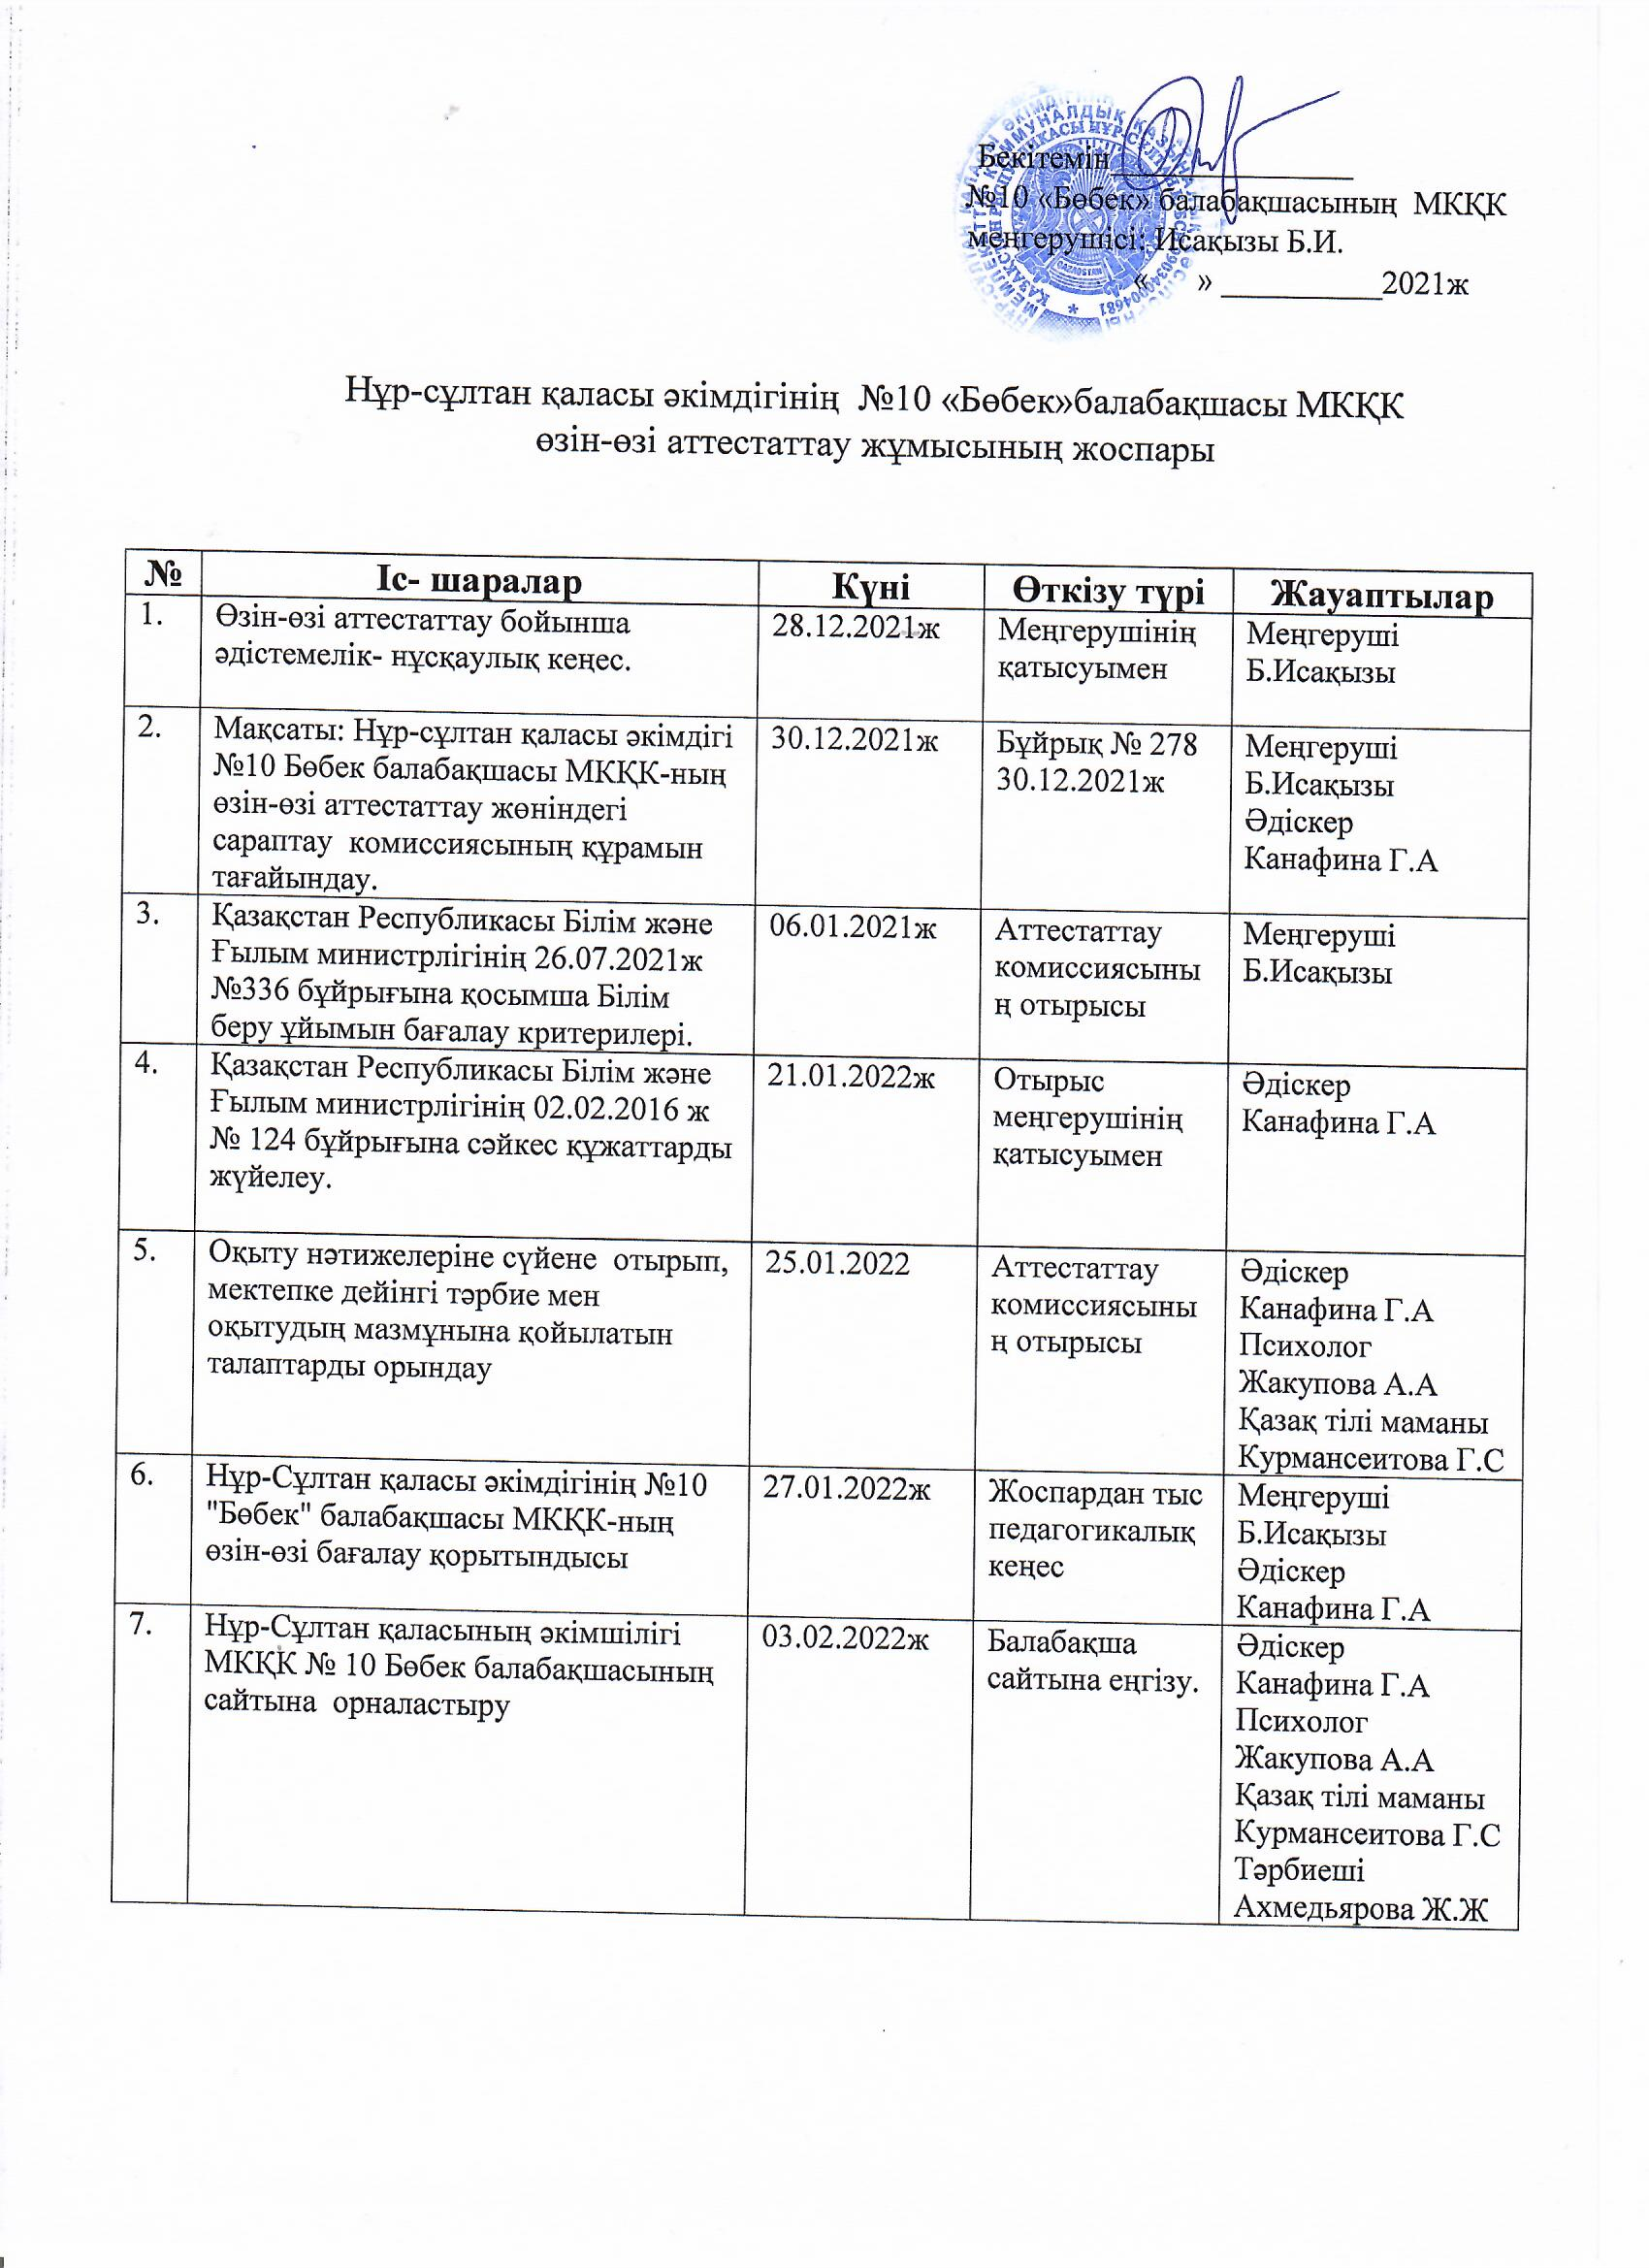 Бекітемін_______________
№10 «Бөбек» балабақшасының МКҚК
меңгерушісі: Исақызы Б.И.
« » __________2021ж
Нұр-сұлтан қаласы әкімдігінің №10 «Бөбек»балабақшасы МКҚК
өзін-өзі аттестаттау жұмысының жоспары
№ Іс- шаралар Күні Өткізу түрі Жауаптылар
1.
Өзін-өзі аттестаттау бойынша
әдістемелік- нұсқаулық кеңес.
28.12.2021ж
Меңгерушінің
қатысуымен
Меңгеруші
Б.Исақызы
2.
Мақсаты: Нұр-сұлтан қаласы әкімдігі
№10 Бөбек балабақшасы МКҚК-ның
өзін-өзі аттестаттау жөніндегі
сараптау комиссиясының құрамын
тағайындау.
30.12.2021ж
Бұйрық № 278
30.12.2021ж
Меңгеруші
Б.Исақызы
Әдіскер
Канафина Г.А
3.
Қазақстан Республикасы Білім және
Ғылым министрлігінің 26.07.2021ж
№336 бұйрығына қосымша Білім
беру ұйымын бағалау критерилері.
06.01.2021ж
Аттестаттау
комиссиясыны
ң отырысы
Меңгеруші
Б.Исақызы
4.
Қазақстан Республикасы Білім және
Ғылым министрлігінің 02.02.2016 ж
№ 124 бұйрығына сәйкес құжаттарды
жүйелеу.
21.01.2022ж
Отырыс
меңгерушінің
қатысуымен
Әдіскер
Канафина Г.А
5.
Оқыту нәтижелеріне сүйене отырып,
мектепке дейінгі тәрбие мен
оқытудың мазмұнына қойылатын
талаптарды орындау
25.01.2022
Аттестаттау
комиссиясыны
ң отырысы
Әдіскер
Канафина Г.А
Психолог
Жакупова А.А
Қазақ тілі маманы
Курмансеитова Г.С
6.
Нұр-Сұлтан қаласы әкімдігінің №10
"Бөбек" балабақшасы МКҚК-ның
өзін-өзі бағалау қорытындысы
27.01.2022ж
Жоспардан тыс
педагогикалық
кеңес
Меңгеруші
Б.Исақызы
Әдіскер
Канафина Г.А
7.
Нұр-Сұлтан қаласының әкімшілігі
МКҚК № 10 Бөбек балабақшасының
сайтына орналастыру
03.02.2022ж
Балабақша
сайтына еңгізу.
Әдіскер
Канафина Г.А
Психолог
Жакупова А.А
Қазақ тілі маманы
Курмансеитова Г.С
Тәрбиеші
Ахмедьярова Ж.Ж